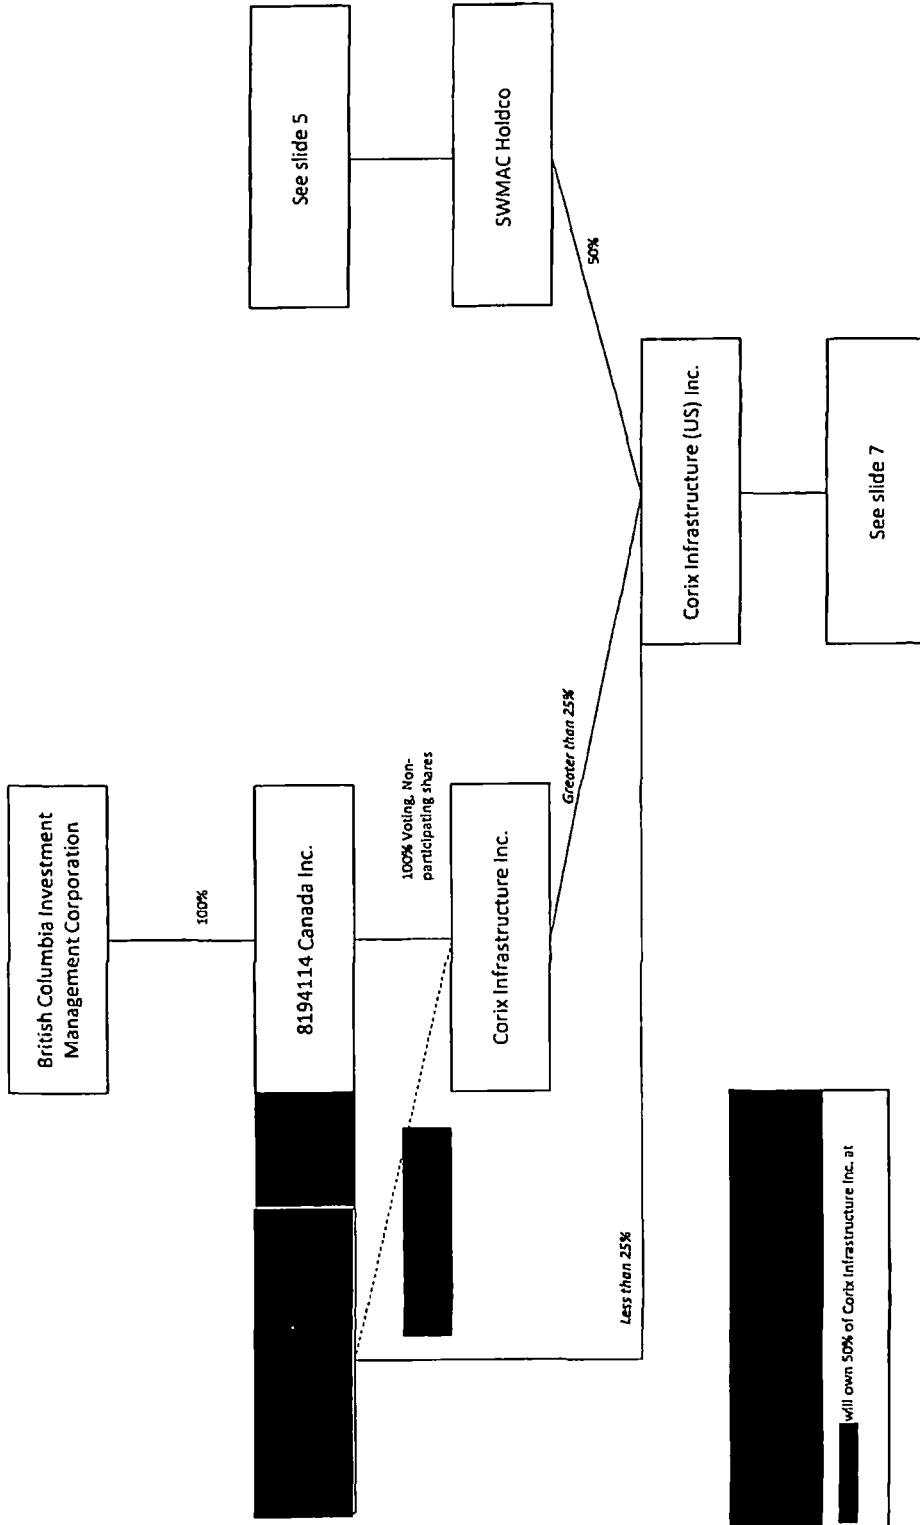 British Columbia Investment
Management Corporation
100%
8194114 Canada Inc.
See slide 5
100% Voting, Non-
participating shares
Corix Infrastructure Inc.
SWMAC Holdco
Greater than 25%
50%
Less than 25%
Corix Infrastructure (US) Inc.
See slide 7
will own 50% of Corix Infrastructure Inc. at